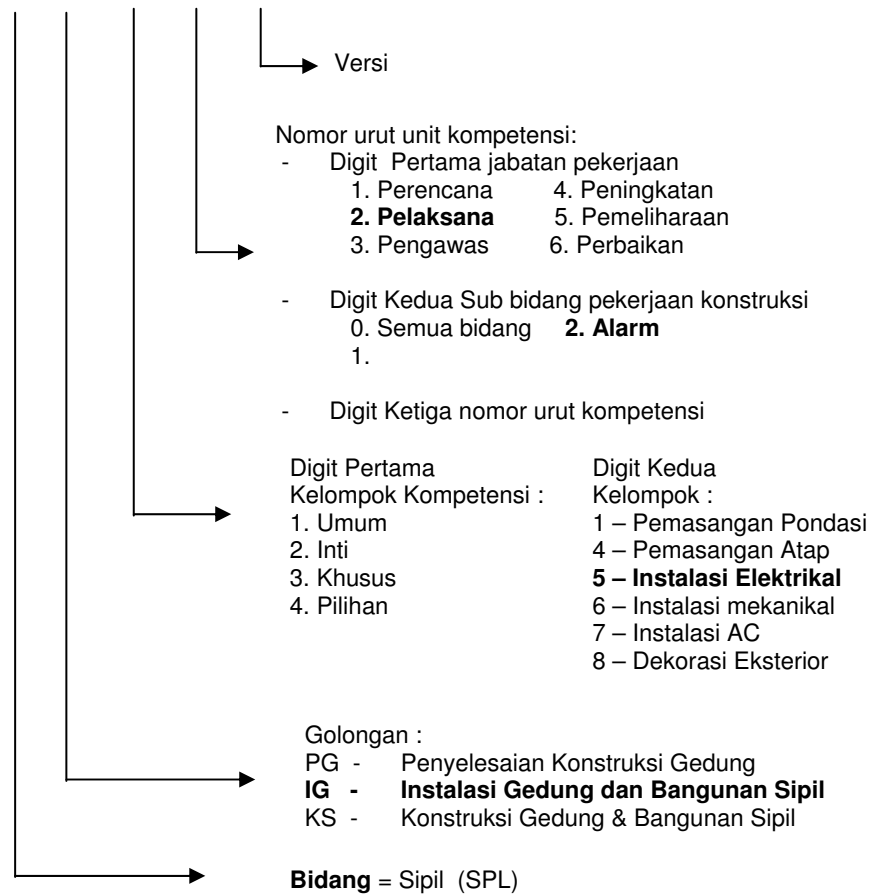 Versi
Nomor urut unit kompetensi:
- Digit Pertama jabatan pekerjaan
1. Perencana 4. Peningkatan
2. Pelaksana 5. Pemeliharaan
3. Pengawas 6. Perbaikan
- Digit Kedua Sub bidang pekerjaan konstruksi
0. Semua bidang 2. Alarm
1.
- Digit Ketiga nomor urut kompetensi
Digit Pertama Digit Kedua
Kelompok Kompetensi : Kelompok :
1. Umum 1 – Pemasangan Pondasi
2. Inti 4 – Pemasangan Atap
3. Khusus 5 – Instalasi Elektrikal
4. Pilihan 6 – Instalasi mekanikal
7 – Instalasi AC
8 – Dekorasi Eksterior
Golongan :
PG - Penyelesaian Konstruksi Gedung
IG - Instalasi Gedung dan Bangunan Sipil
KS - Konstruksi Gedung & Bangunan Sipil
Bidang = Sipil (SPL)